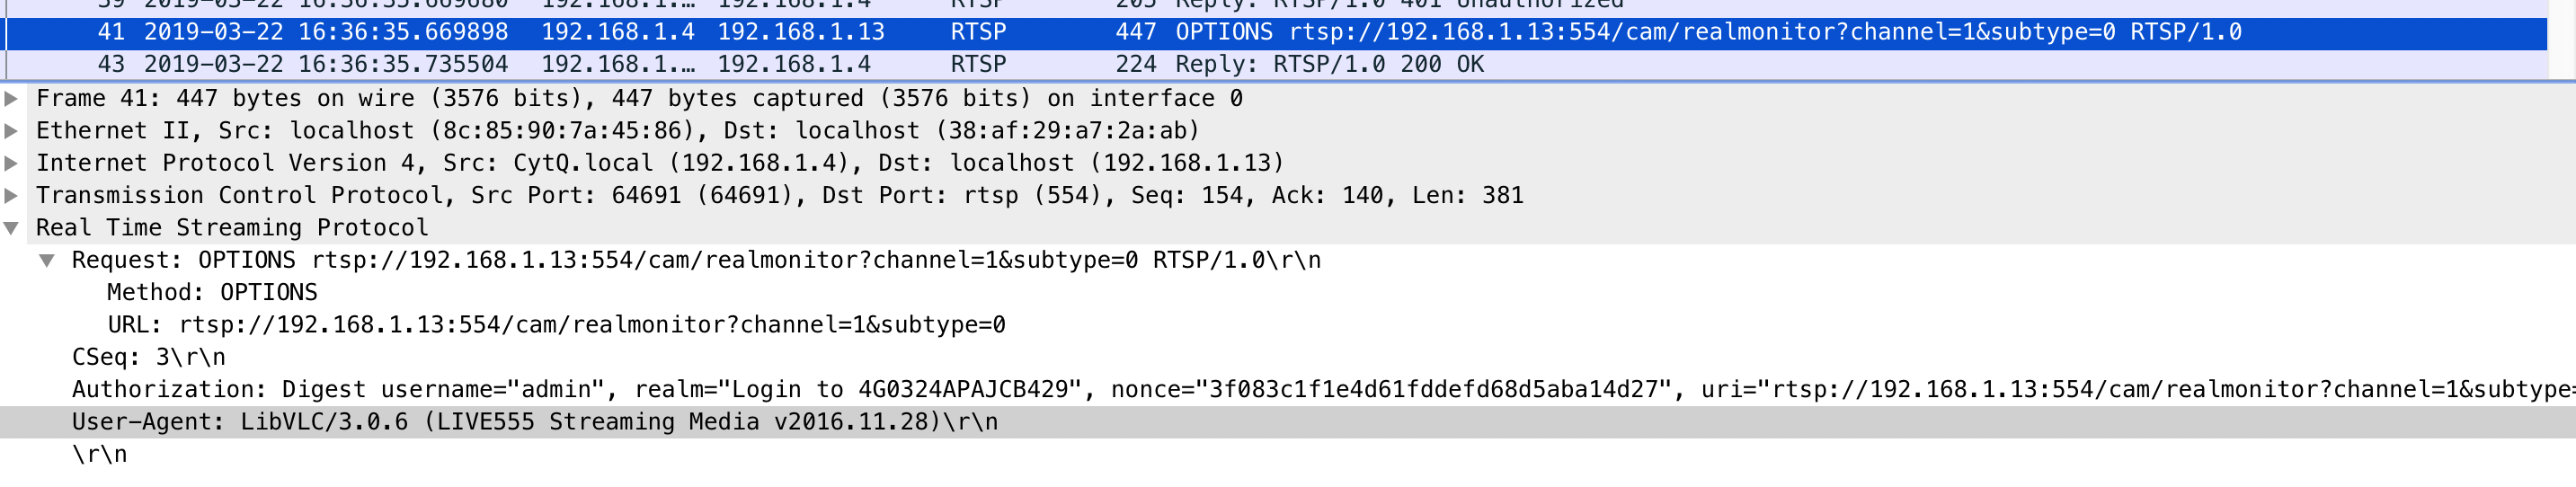 39 2019-03-22 16:36:35.669680 192.168.1.… 192.168.1.4 RTSP 205 Reply: RTSP/1.0 401 Unauthorized
41 2019-03-22 16:36:35.669898 192.168.1.4 192.168.1.13 RTSP 447 OPTIONS rtsp://192.168.1.13:554/cam/realmonitor?channel=1&subtype=0 RTSP/1.0
43 2019-03-22 16:36:35.735504 192.168.1.… 192.168.1.4 RTSP 224 Reply: RTSP/1.0 200 OK
Frame 41: 447 bytes on wire (3576 bits), 447 bytes captured (3576 bits) on interface 0
Ethernet II, Src: localhost (8c:85:90:7a:45:86), Dst: localhost (38:af:29:a7:2a:ab)
Internet Protocol Version 4, Src: CytQ.local (192.168.1.4), Dst: localhost (192.168.1.13)
Transmission Control Protocol, Src Port: 64691 (64691), Dst Port: rtsp (554), Seq: 154, Ack: 140, Len: 381
Real Time Streaming Protocol
Request: OPTIONS rtsp://192.168.1.13:554/cam/realmonitor?channel=1&subtype=0 RTSP/1.0\r\n
Method: OPTIONS
URL: rtsp://192.168.1.13:554/cam/realmonitor?channel=1&subtype=0
CSeq: 3\r\n
Authorization: Digest username="admin", realm="Login to 4G0324APAJCB429", nonce="3f083c1f1e4d61fddefd68d5aba14d27", uri="rtsp://192.168.1.13:554/cam/realmonitor?channel=1&subtype=
User-Agent: LibVLC/3.0.6 (LIVE555 Streaming Media v2016.11.28)\r\n
\r\n